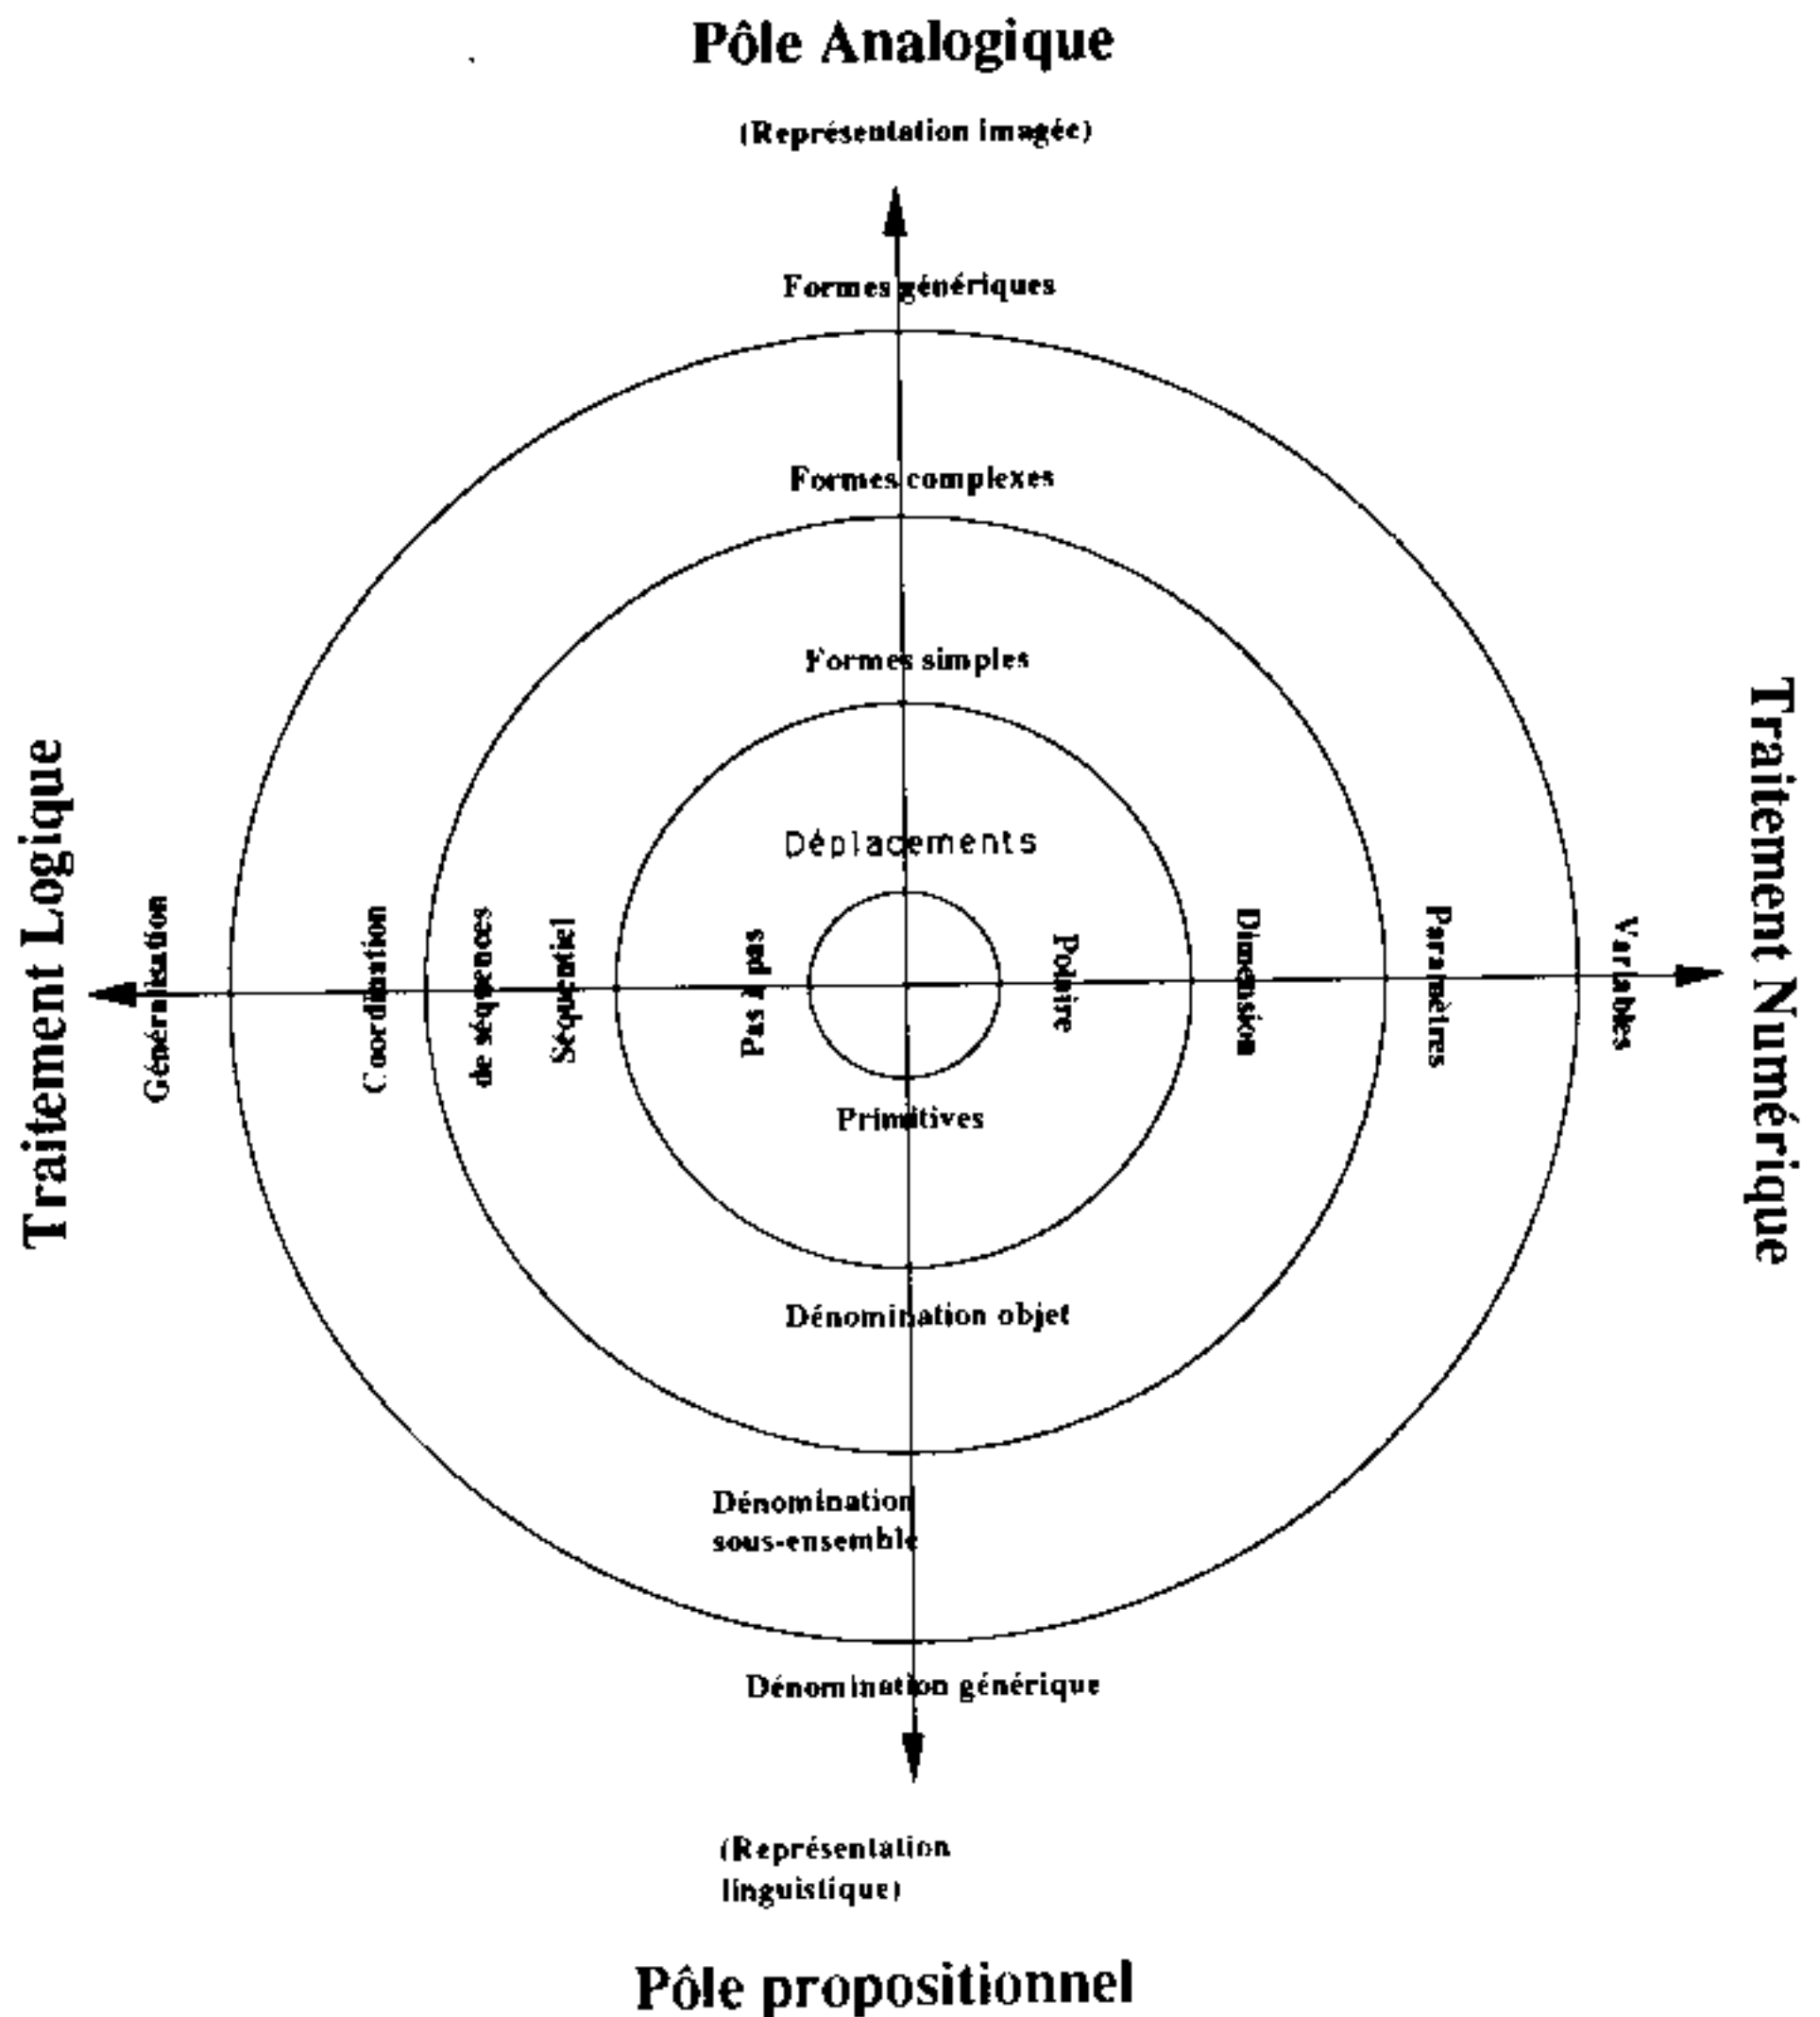 Pôle Analogique
(Représentation imagée)
Formes génériques
Formes complexes
Formes simples
Déplacements
Traitement Logique
Généralisation
Coordination
de séquences
Séquentiel
Pas à pas
Polaire
Dimension
Paramètres
Variables
Traitement Numérique
Primitives
Dénomination objet
Dénomination
sous-ensemble
Dénomination générique
(Représentation
linguistique)
Pôle propositionnel